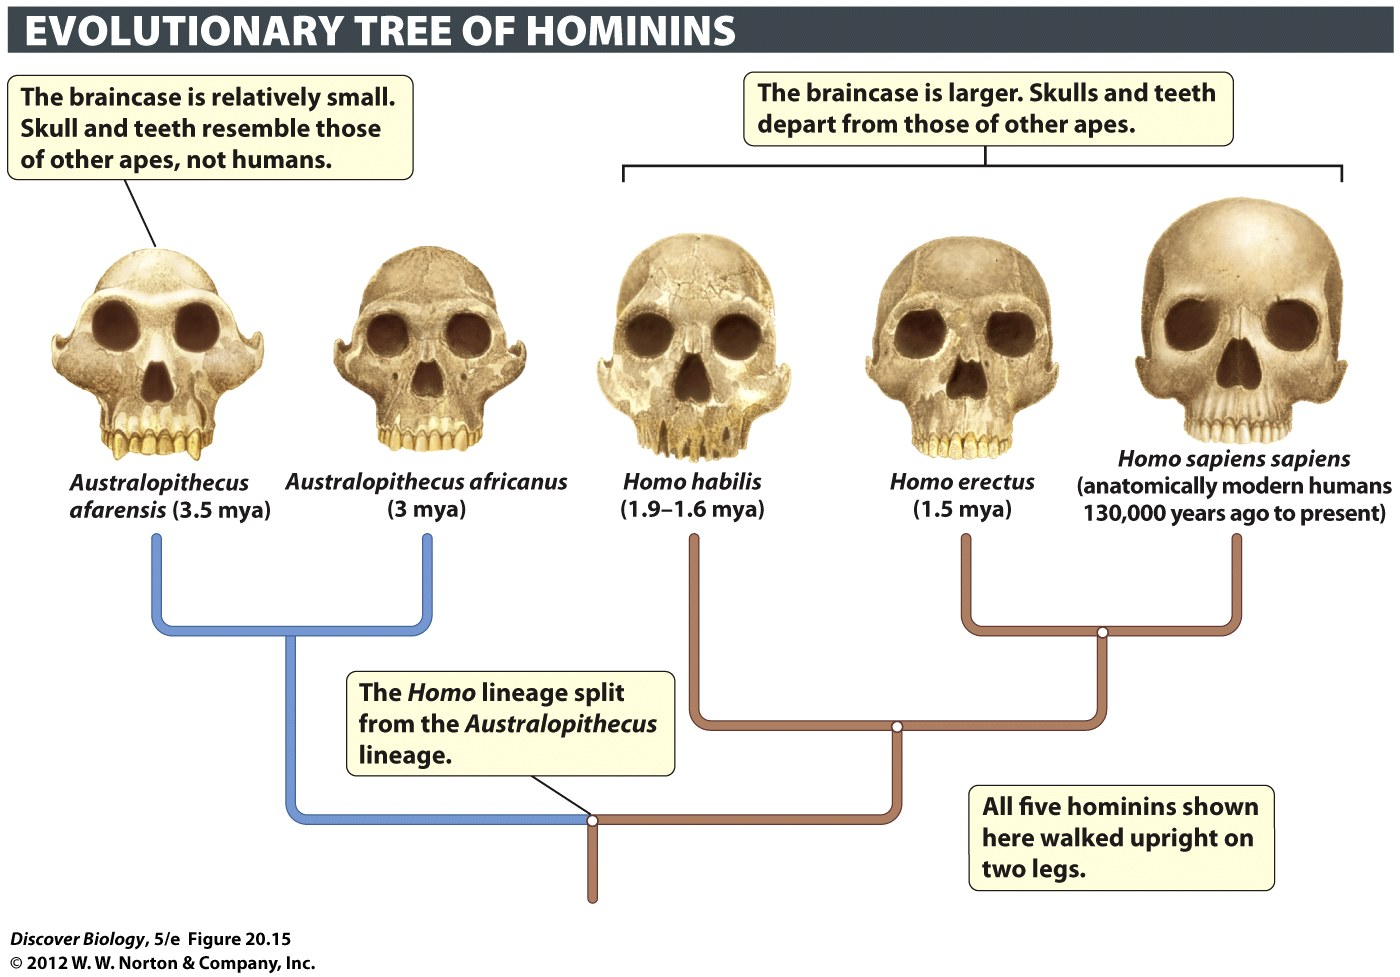 EVOLUTIONARY TREE OF HOMININS
The braincase is relatively small.
Skull and teeth resemble those
of other apes, not humans.
The braincase is larger. Skulls and teeth
depart from those of other apes.
Australopithecus
afarensis (3.5 mya)
Australopithecus africanus
(3 mya)
Homo habilis
(1.9–1.6 mya)
Homo erectus
(1.5 mya)
Homo sapiens sapiens
(anatomically modern humans
130,000 years ago to present)
The Homo lineage split
from the Australopithecus
lineage.
All five hominins shown
here walked upright on
two legs.
Discover Biology, 5/e Figure 20.15
© 2012 W. W. Norton & Company, Inc.